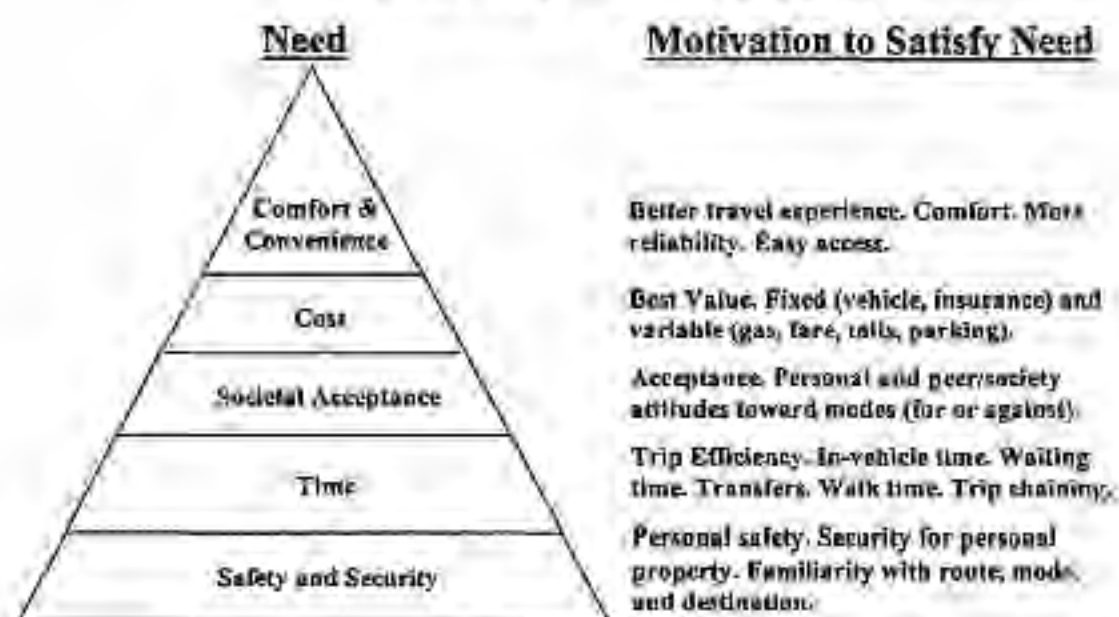 Need
Motivation to Satisfy Need
Comfort &
Convenience
Better travel experience. Comfort. More
reliability. Easy access.
Cost
Best Value. Fixed (vehicle, insurance) and
variable (gas, fare, tolls, parking).
Societal Acceptance
Acceptance. Personal and peer/society
attitudes toward modes (for or against).
Time
Trip Efficiency. In-vehicle time. Waiting
time. Transfers. Walk time. Trip chaining.
Safety and Security
Personal safety. Security for personal
property. Familiarity with route, mode,
and destination.